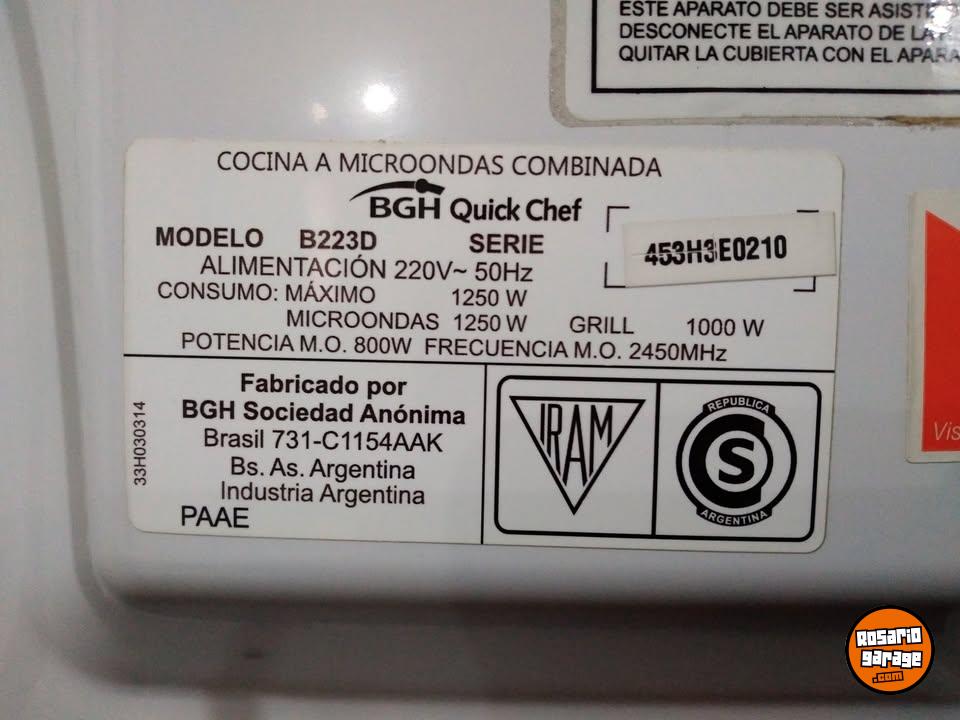 ESTE APARATO DEBE SER
DESCONECTE EL APARATO DE
QUITAR LA CUBIERTA CON EL
COCINA A MICROONDAS COMBINADA
BGH Quick Chef
MODELO B223D SERIE 453H3E0210
ALIMENTACIÓN 220V~ 50Hz
CONSUMO: MÁXIMO 1250 W
MICROONDAS 1250 W GRILL 1000 W
POTENCIA M.O. 800W FRECUENCIA M.O. 2450MHz
Fabricado por
BGH Sociedad Anónima
Brasil 731-C1154AAK
Bs. As. Argentina
Industria Argentina
PAAE
33H030314
IRAM
REPUBLICA
S
ARGENTINA
Vis
Rosario
garage
.com